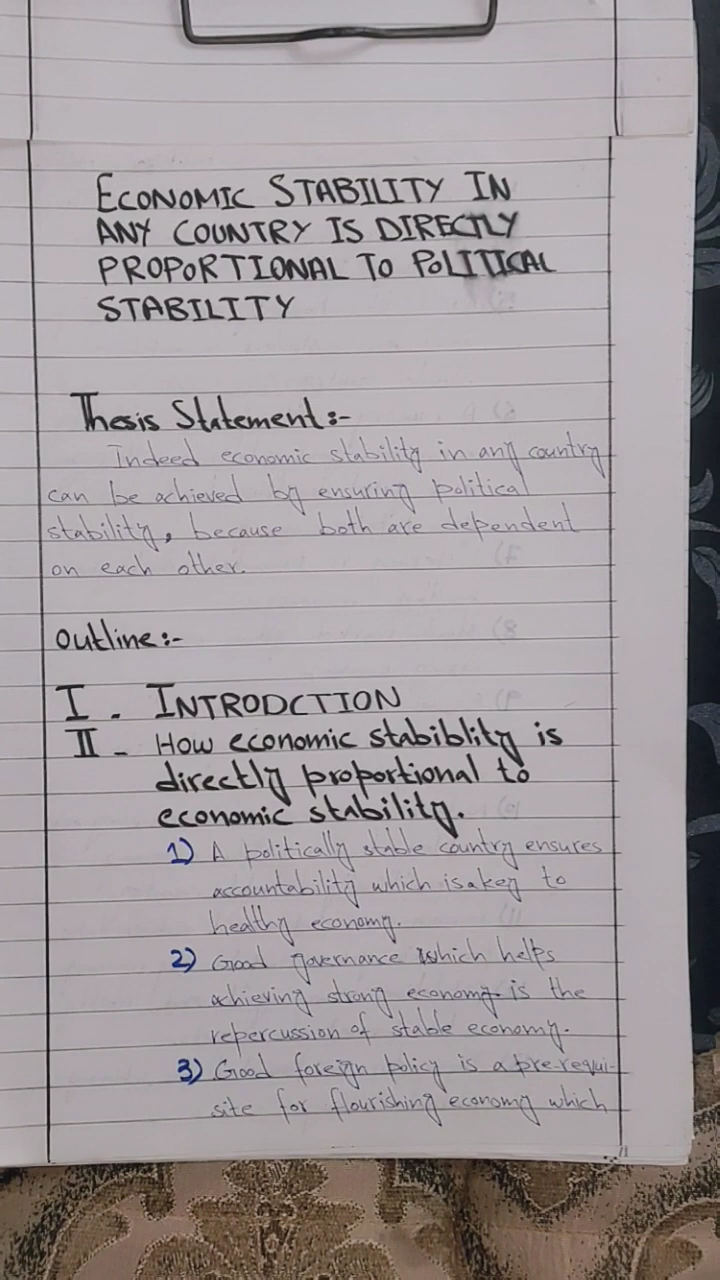 ECONOMIC STABILITY IN
ANY COUNTRY IS DIRECTLY
PROPORTIONAL TO POLITICAL
STABILITY
Thesis Statement:-
Indeed economic stability in any country
can be achieved by ensuring political
stability, because both are dependent
on each other.
Outline:-
I. INTRODCTION
II- How economic stabiblity is
directly proportional to
economic stability.
1) A politically stable country ensures
accountability which is a key to
healthy economy.
2) Good governance which helps
achieving strong economy is the
repercussion of stable economy.
3) Good foreign policy is a pre-requi-
site for flourishing economy which